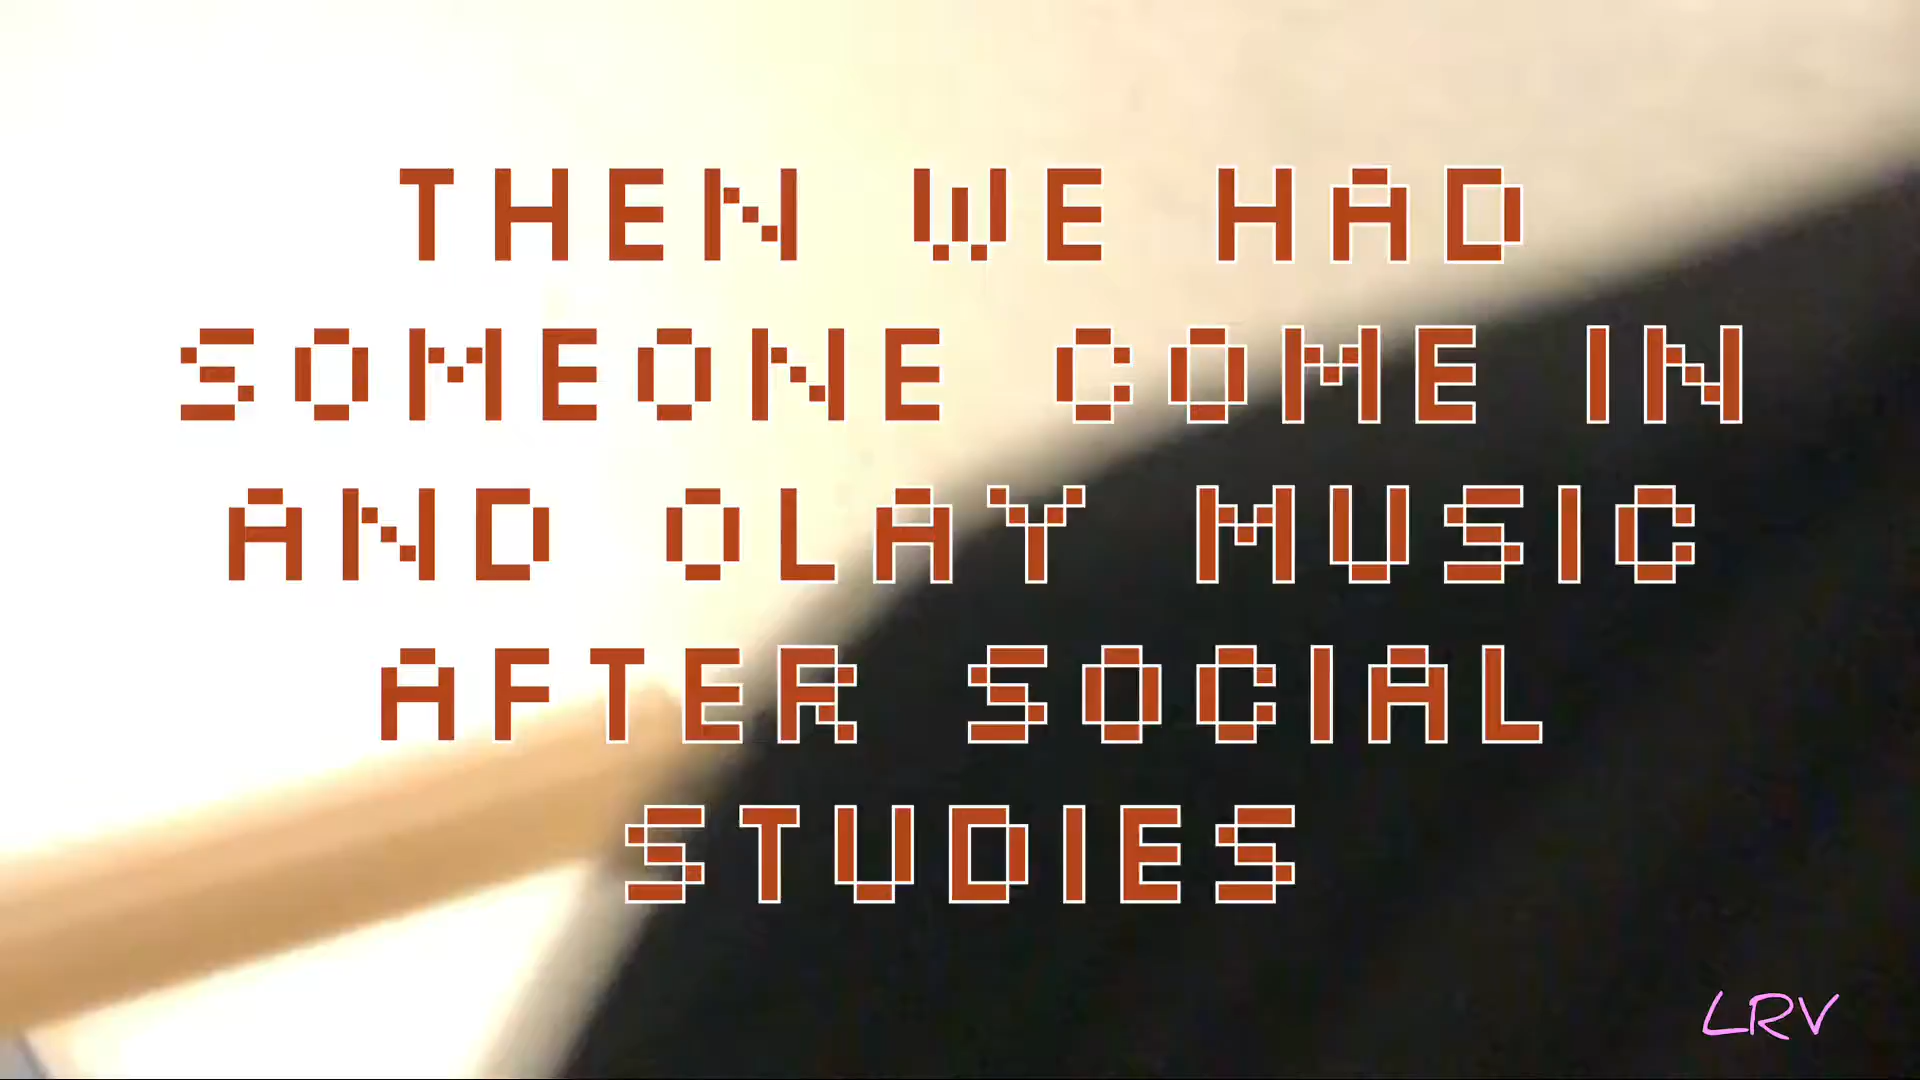 THEN WE HAD
SOMEONE COME IN
AND OLAY MUSIC
AFTER SOCIAL
STUDIES
LRV